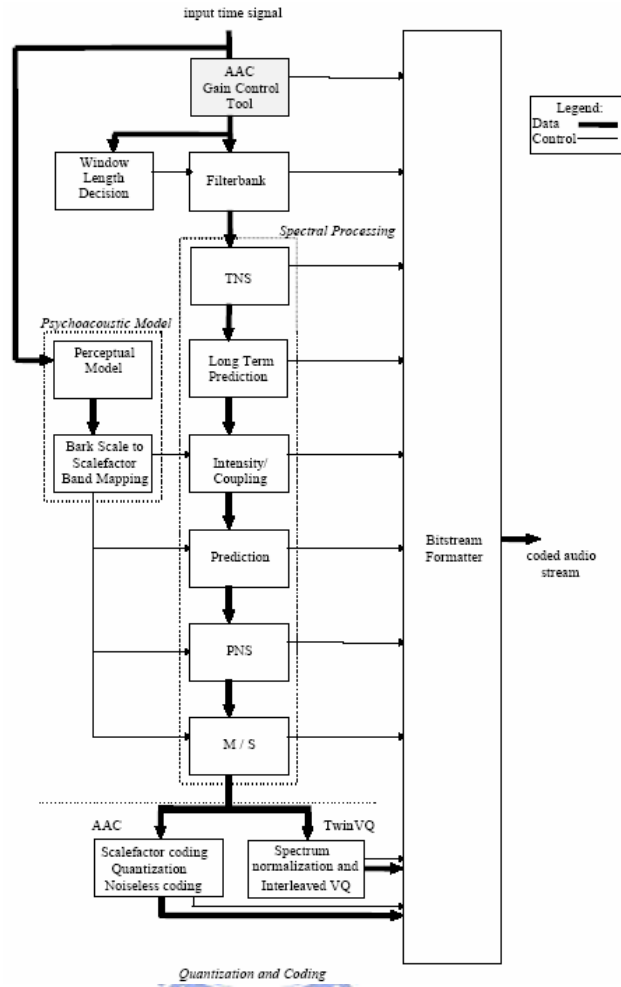 input time signal
AAC
Gain Control
Tool
Legend:
Data
Control
Window
Length
Decision
Filterbank
Spectral Processing
TNS
Psychoacoustic Model
Perceptual
Model
Long Term
Prediction
Bark Scale to
Scalefactor
Band Mapping
Intensity/
Coupling
Bitstream
Formatter
coded audio
stream
Prediction
PNS
M / S
AAC
TwinVQ
Scalefactor coding
Quantization
Noiseless coding
Spectrum
normalization and
Interleaved VQ
Quantization and Coding